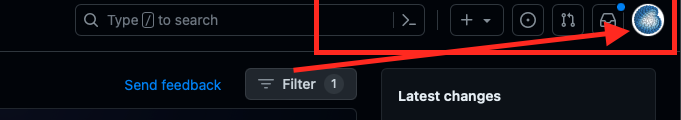 Type / to search
Send feedback
Filter 1
Latest changes